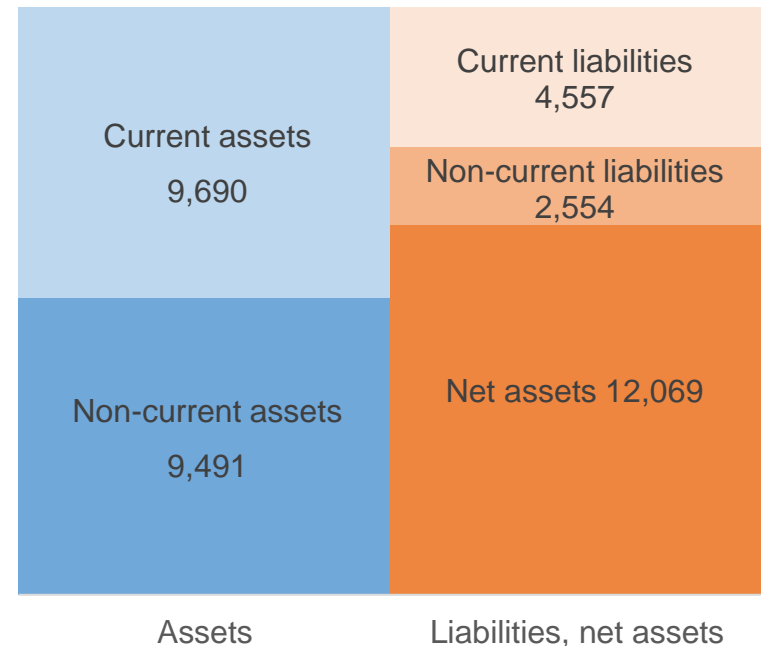 Current assets
9,690
Non-current assets
9,491
Current liabilities
4,557
Non-current liabilities
2,554
Net assets 12,069
Assets
Liabilities, net assets